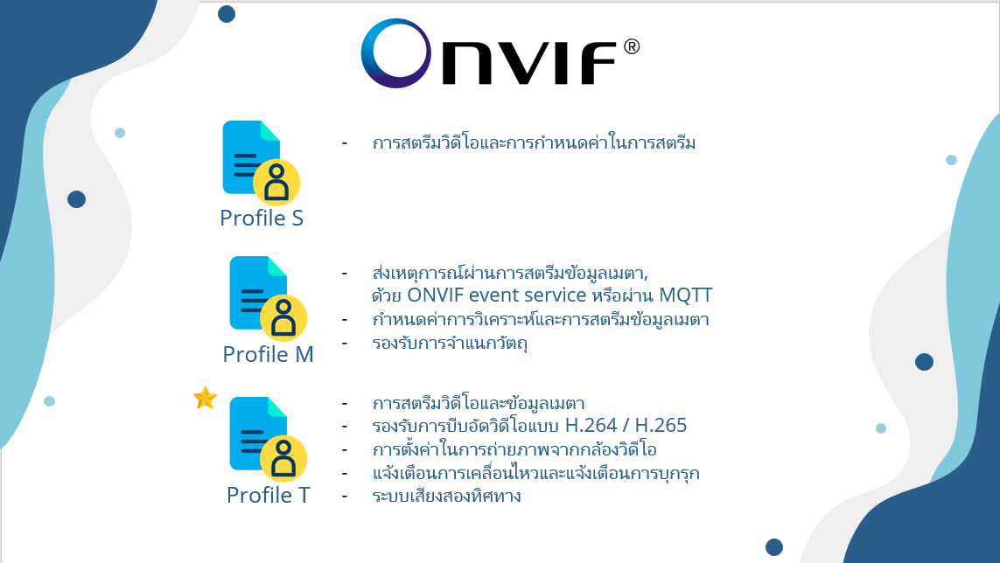 ONVIF®
- การสตรีมวิดีโอและการกำหนดค่าในการสตรีม
Profile S
- ส่งเหตุการณ์ผ่านการสตรีมข้อมูลเมตา,
ด้วย ONVIF event service หรือผ่าน MQTT
- กำหนดค่าการวิเคราะห์และการสตรีมข้อมูลเมตา
- รองรับการจำแนกวัตถุ
Profile M
- การสตรีมวิดีโอและข้อมูลเมตา
- รองรับการบีบอัดวิดีโอแบบ H.264 / H.265
- การตั้งค่าในการถ่ายภาพจากกล้องวิดีโอ
- แจ้งเตือนการเคลื่อนไหวและแจ้งเตือนการบุกรุก
- ระบบเสียงสองทิศทาง
Profile T